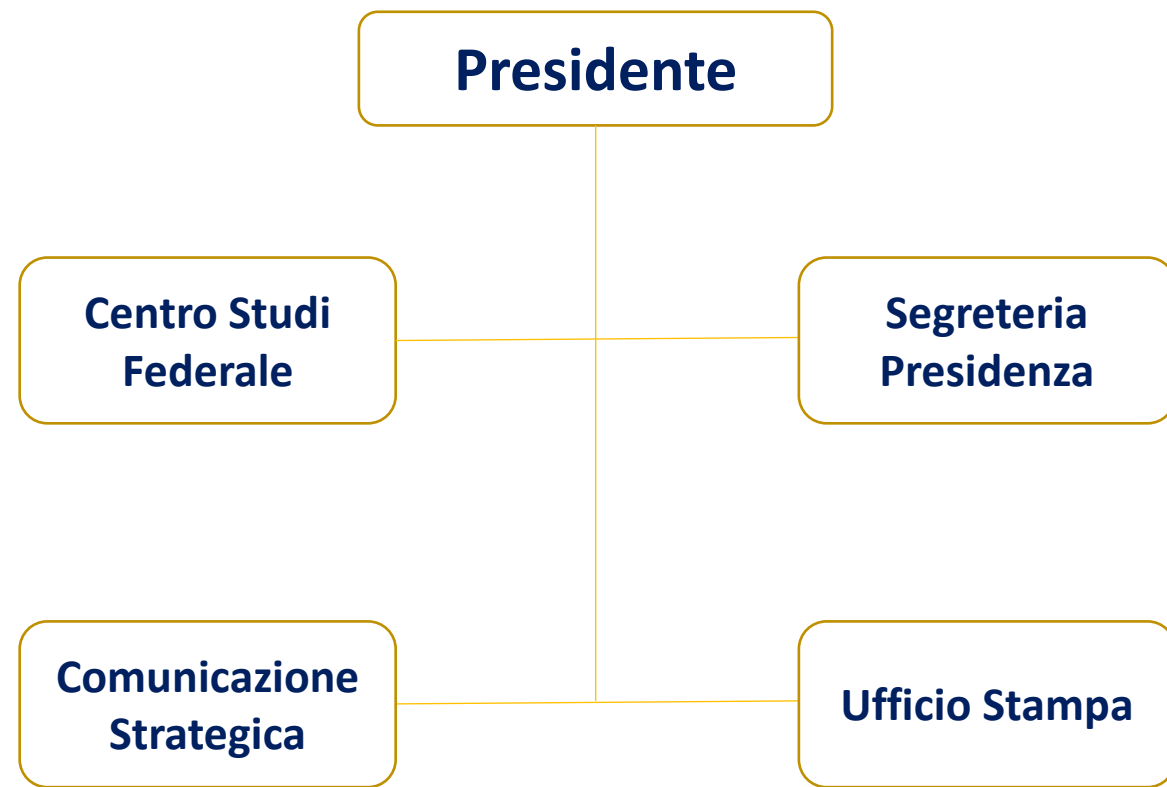 Presidente
Centro Studi
Federale
Segreteria
Presidenza
Comunicazione
Strategica
Ufficio Stampa